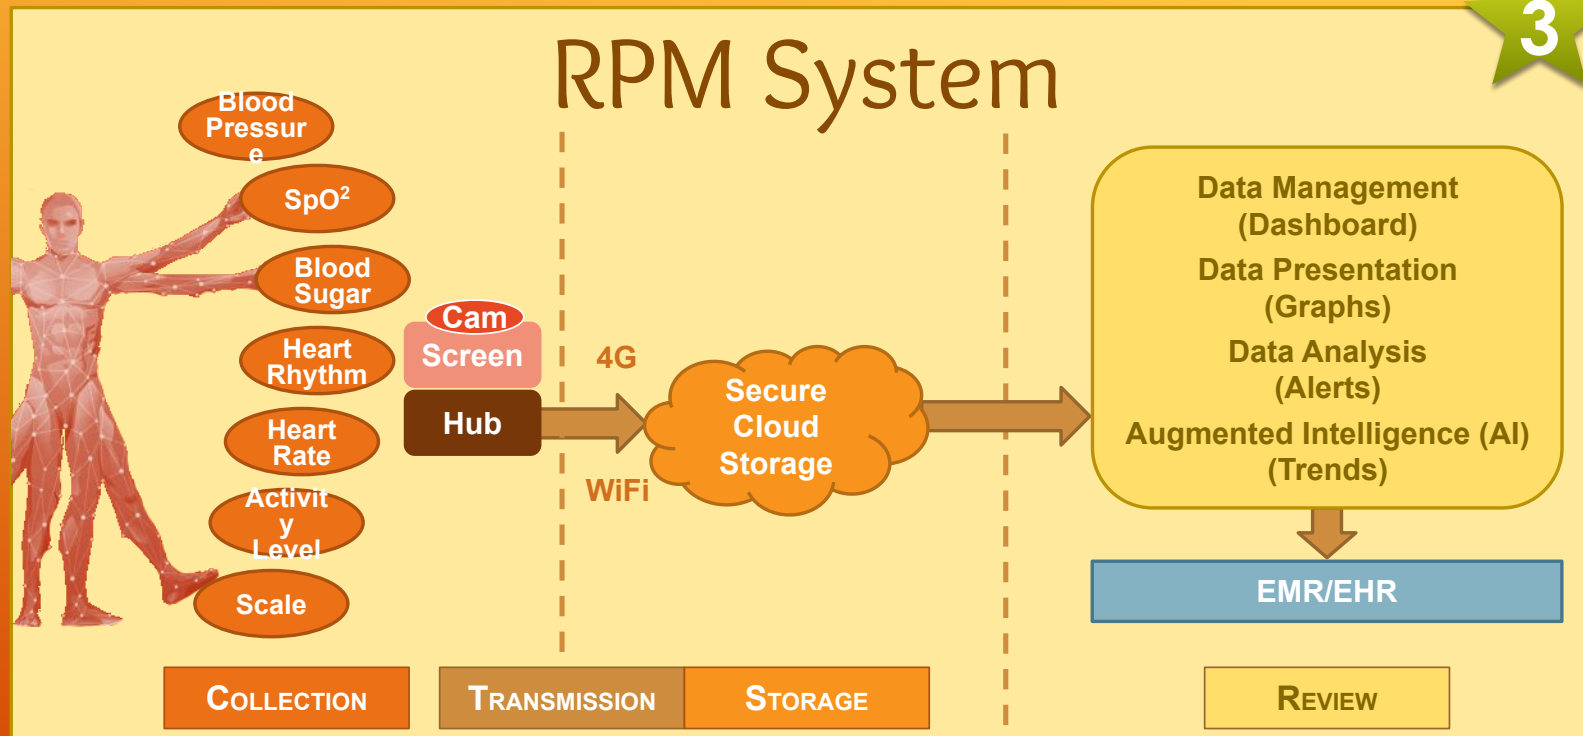 3
RPM System
Blood
Pressur
e
SpO²
Blood
Sugar
Heart
Rhythm
Heart
Rate
Activit
y
Level
Scale
Cam
Screen
Hub
4G
WiFi
Secure
Cloud
Storage
Data Management
(Dashboard)
Data Presentation
(Graphs)
Data Analysis
(Alerts)
Augmented Intelligence (AI)
(Trends)
EMR/EHR
COLLECTION
TRANSMISSION
STORAGE
REVIEW